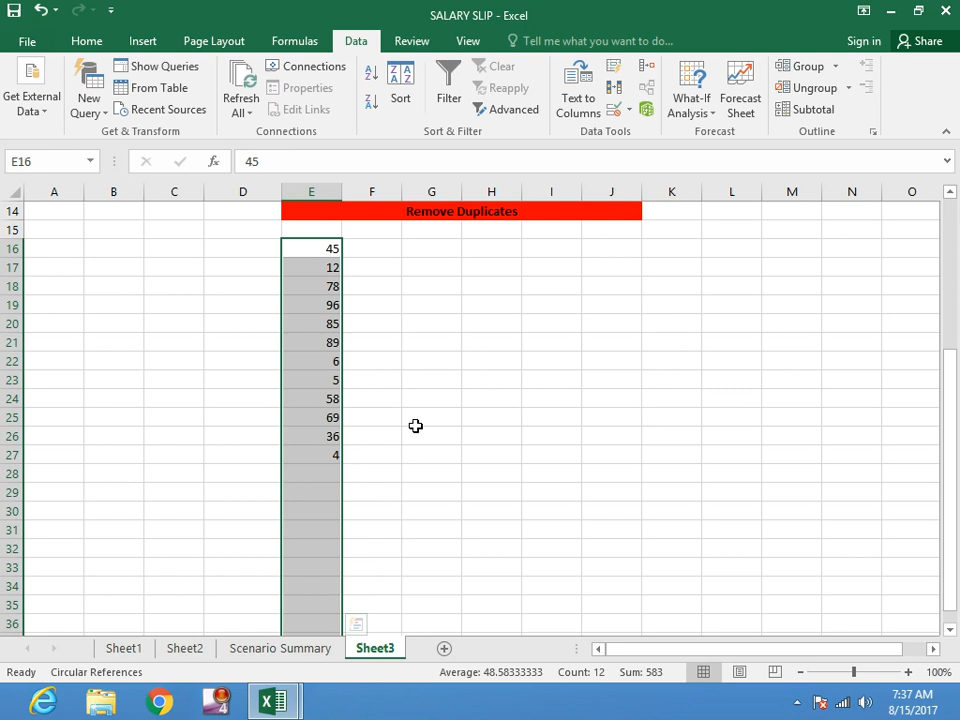 SALARY SLIP - Excel
File Home Insert Page Layout Formulas Data Review View Tell me what you want to do... Sign in Share
Get External Data
New Query
Show Queries
From Table
Recent Sources
Get & Transform
Refresh All
Connections
Properties
Edit Links
Connections
Sort
Filter
Clear
Reapply
Advanced
Sort & Filter
Text to Columns
Data Tools
What-If Analysis
Forecast Sheet
Forecast
Group
Ungroup
Subtotal
Outline
E16 fx 45
A B C D E F G H I J K L M N O
14 Remove Duplicates
15
16 45
17 12
18 78
19 96
20 85
21 89
22 6
23 5
24 58
25 69
26 36
27 4
28
29
30
31
32
33
34
35
36
Sheet1 Sheet2 Scenario Summary Sheet3
Ready Circular References Average: 48.58333333 Count: 12 Sum: 583 100%
7:37 AM
8/15/2017